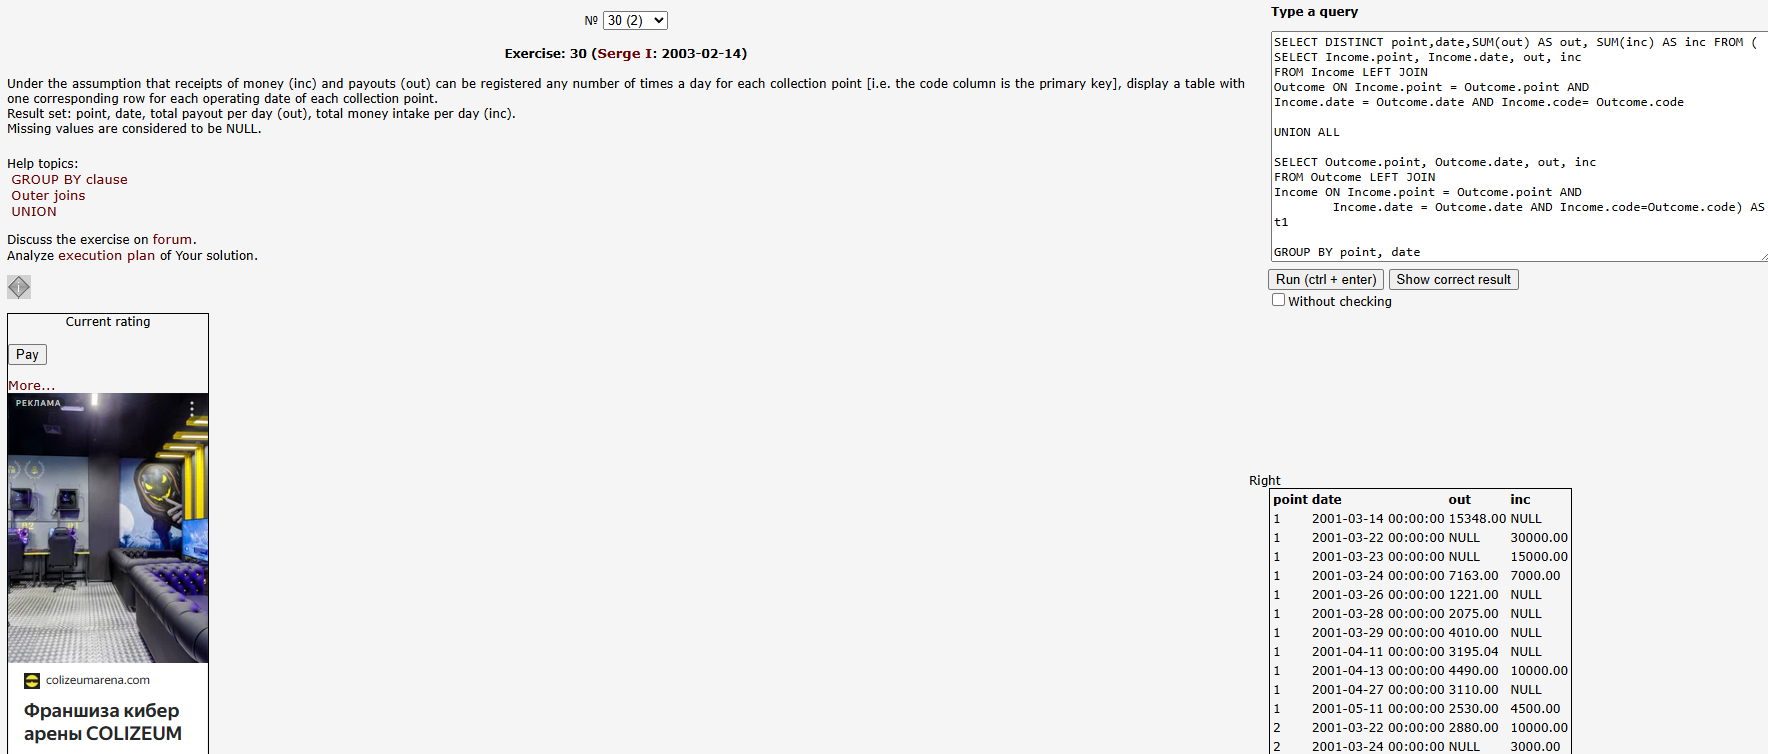 № 30 (2)
Exercise: 30 (Serge I: 2003-02-14)
Under the assumption that receipts of money (inc) and payouts (out) can be registered any number of times a day for each collection point [i.e. the code column is the primary key], display a table with
one corresponding row for each operating date of each collection point.
Result set: point, date, total payout per day (out), total money intake per day (inc).
Missing values are considered to be NULL.
Help topics:
GROUP BY clause
Outer joins
UNION
Discuss the exercise on forum.
Analyze execution plan of Your solution.
Current rating
Pay
More...
РЕКЛАМА
colizeumarena.com
Франшиза кибер
арены COLIZEUM
Type a query
SELECT DISTINCT point,date,SUM(out) AS out, SUM(inc) AS inc FROM (
SELECT Income.point, Income.date, out, inc
FROM Income LEFT JOIN
Outcome ON Income.point = Outcome.point AND
Income.date = Outcome.date AND Income.code= Outcome.code
UNION ALL
SELECT Outcome.point, Outcome.date, out, inc
FROM Outcome LEFT JOIN
Income ON Income.point = Outcome.point AND
Income.date = Outcome.date AND Income.code=Outcome.code) AS
t1
GROUP BY point, date
Run (ctrl + enter) Show correct result
Without checking
Right
point date out inc
1 2001-03-14 00:00:00 15348.00 NULL
1 2001-03-22 00:00:00 NULL 30000.00
1 2001-03-23 00:00:00 NULL 15000.00
1 2001-03-24 00:00:00 7163.00 7000.00
1 2001-03-26 00:00:00 1221.00 NULL
1 2001-03-28 00:00:00 2075.00 NULL
1 2001-03-29 00:00:00 4010.00 NULL
1 2001-04-11 00:00:00 3195.04 NULL
1 2001-04-13 00:00:00 4490.00 10000.00
1 2001-04-27 00:00:00 3110.00 NULL
1 2001-05-11 00:00:00 2530.00 4500.00
2 2001-03-22 00:00:00 2880.00 10000.00
2 2001-03-24 00:00:00 NULL 3000.00